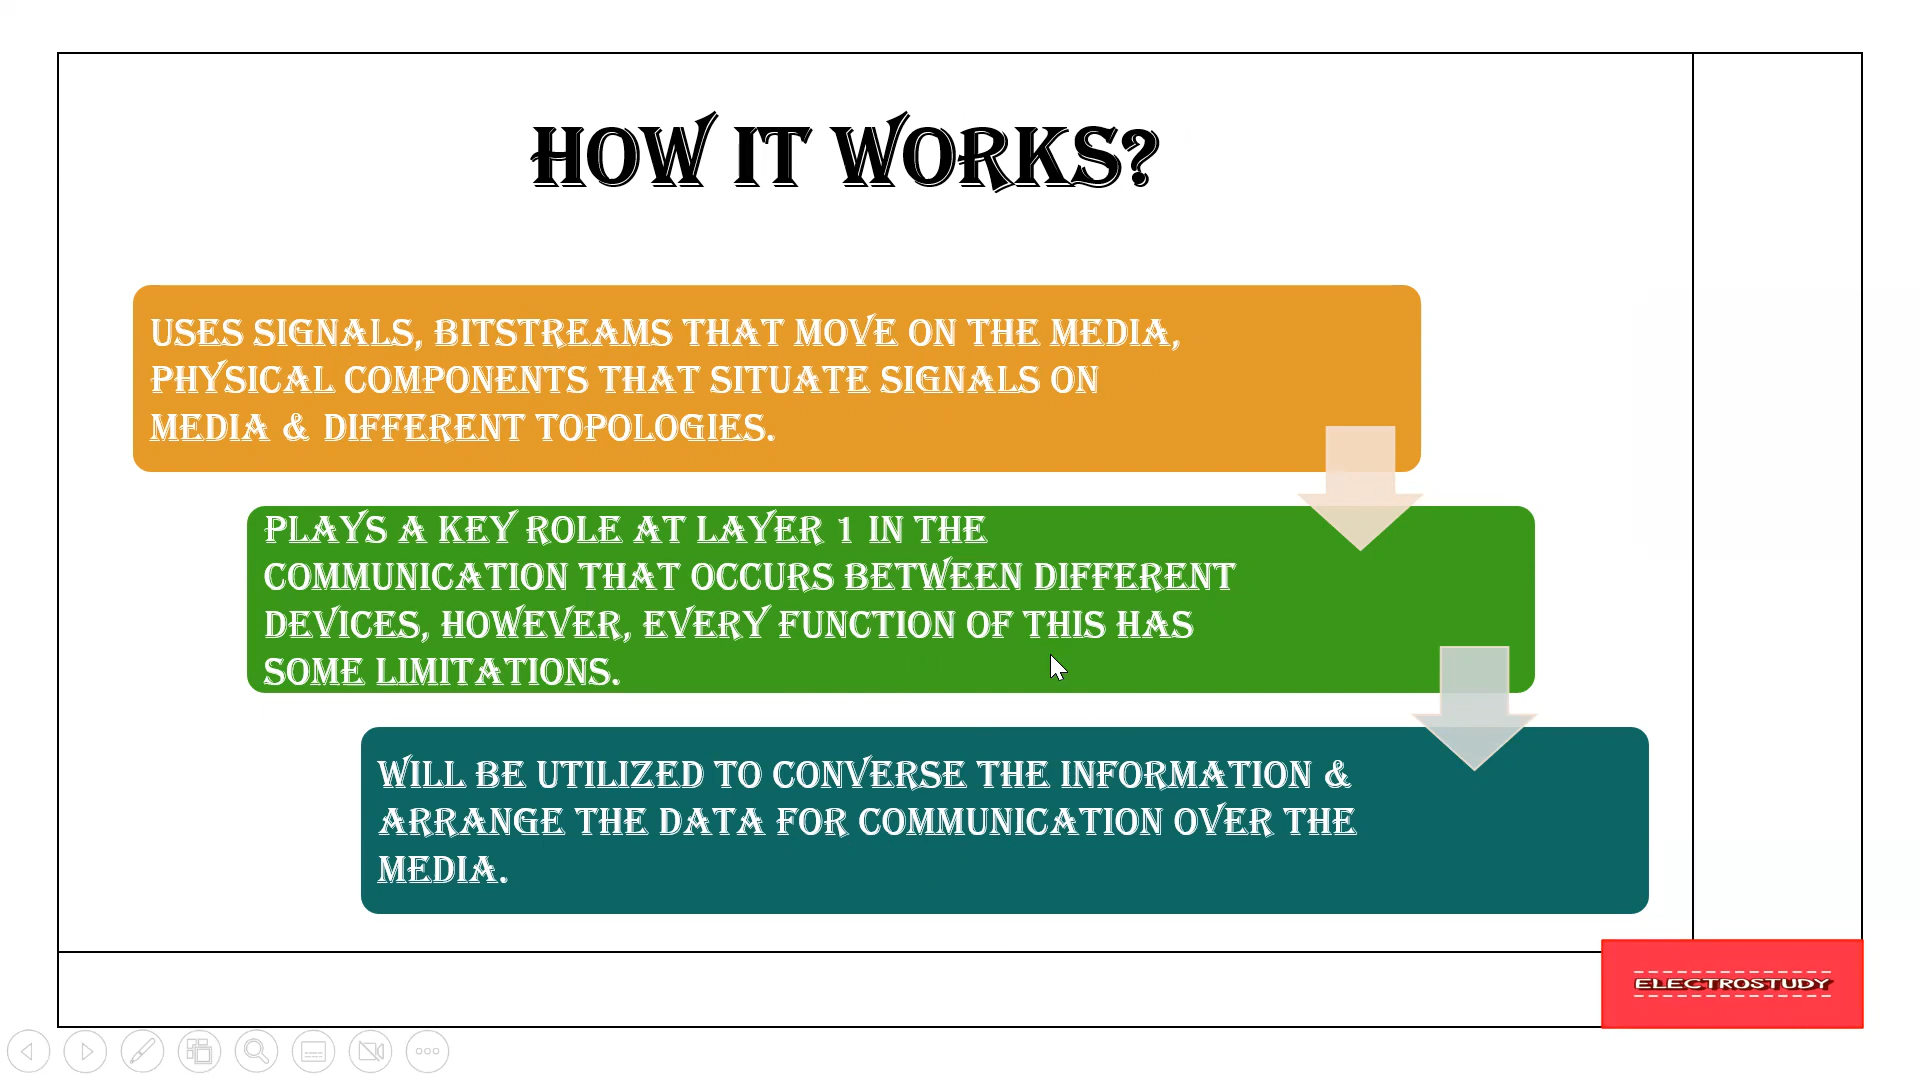 HOW IT WORKS?
USES SIGNALS, BITSTREAMS THAT MOVE ON THE MEDIA,
PHYSICAL COMPONENTS THAT SITUATE SIGNALS ON
MEDIA & DIFFERENT TOPOLOGIES.
PLAYS A KEY ROLE AT LAYER 1 IN THE
COMMUNICATION THAT OCCURS BETWEEN DIFFERENT
DEVICES, HOWEVER, EVERY FUNCTION OF THIS HAS
SOME LIMITATIONS.
WILL BE UTILIZED TO CONVERSE THE INFORMATION &
ARRANGE THE DATA FOR COMMUNICATION OVER THE
MEDIA.
ELECTROSTUDY